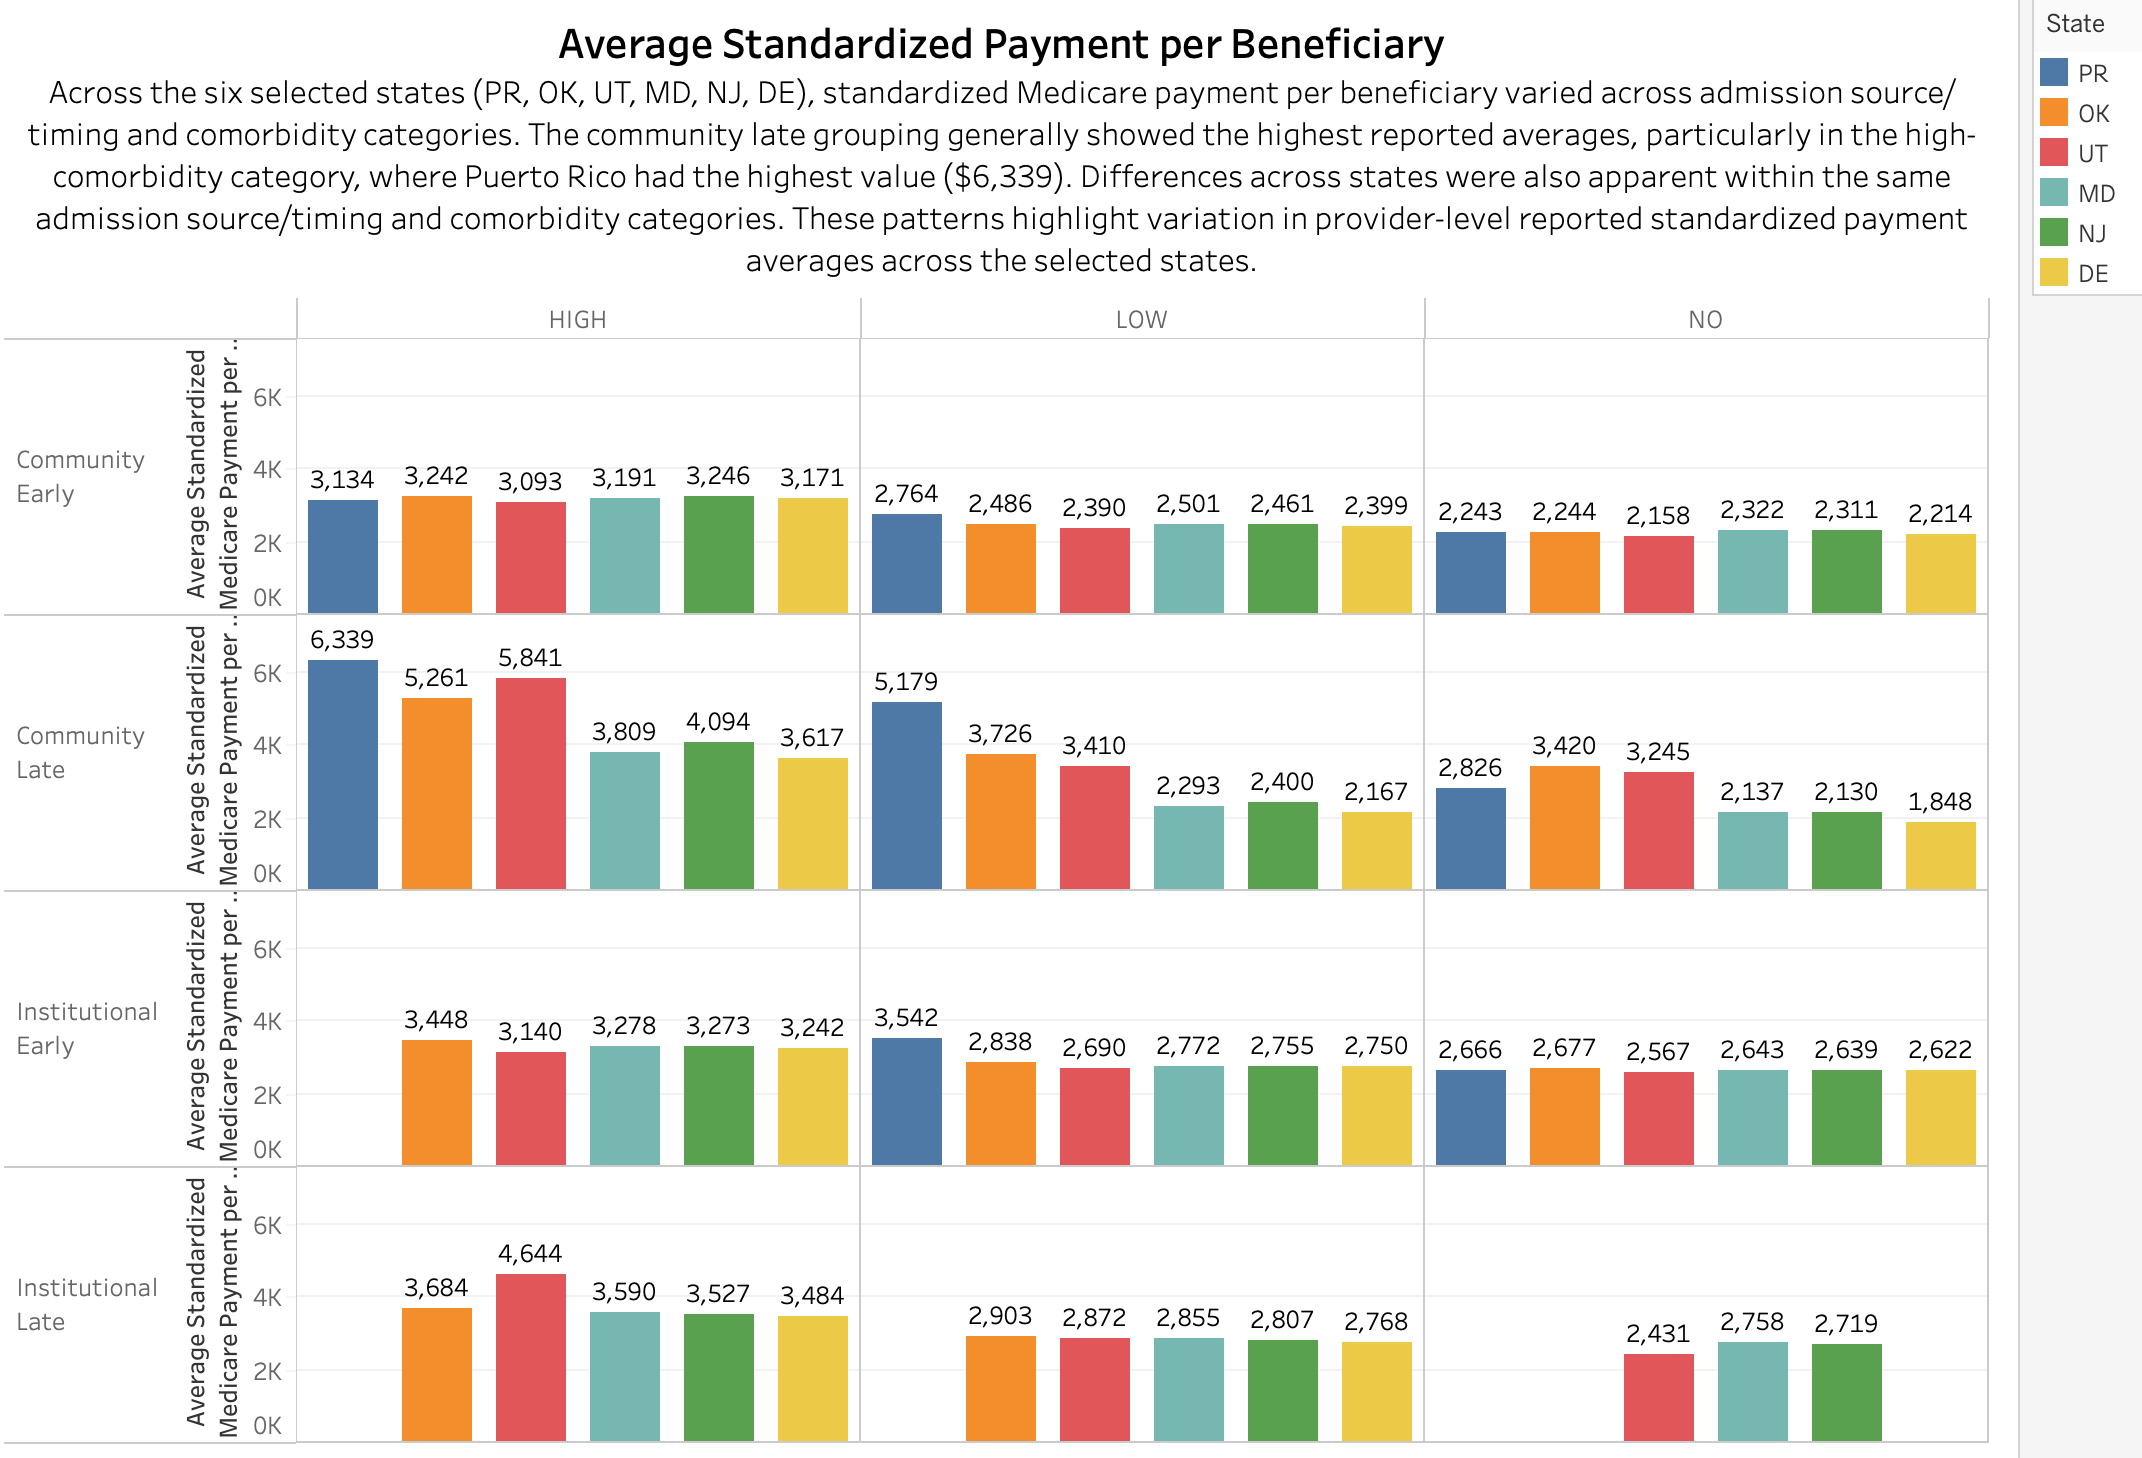 Average Standardized Payment per Beneficiary
Across the six selected states (PR, OK, UT, MD, NJ, DE), standardized Medicare payment per beneficiary varied across admission source/
timing and comorbidity categories. The community late grouping generally showed the highest reported averages, particularly in the high-
comorbidity category, where Puerto Rico had the highest value ($6,339). Differences across states were also apparent within the same
admission source/timing and comorbidity categories. These patterns highlight variation in provider-level reported standardized payment
averages across the selected states.
State
PR
OK
UT
MD
NJ
DE
HIGH LOW NO
Community
Early
Average Standardized
Medicare Payment per ..
6K
4K
2K
0K
3,134 3,242 3,093 3,191 3,246 3,171
2,764 2,486 2,390 2,501 2,461 2,399
2,243 2,244 2,158 2,322 2,311 2,214
Community
Late
Average Standardized
Medicare Payment per ..
6K
4K
2K
0K
6,339 5,261 5,841 3,809 4,094 3,617
5,179 3,726 3,410 2,293 2,400 2,167
2,826 3,420 3,245 2,137 2,130 1,848
Institutional
Early
Average Standardized
Medicare Payment per ..
6K
4K
2K
0K
3,448 3,140 3,278 3,273 3,242
3,542 2,838 2,690 2,772 2,755 2,750
2,666 2,677 2,567 2,643 2,639 2,622
Institutional
Late
Average Standardized
Medicare Payment per ..
6K
4K
2K
0K
3,684 4,644 3,590 3,527 3,484
2,903 2,872 2,855 2,807 2,768
2,431 2,758 2,719